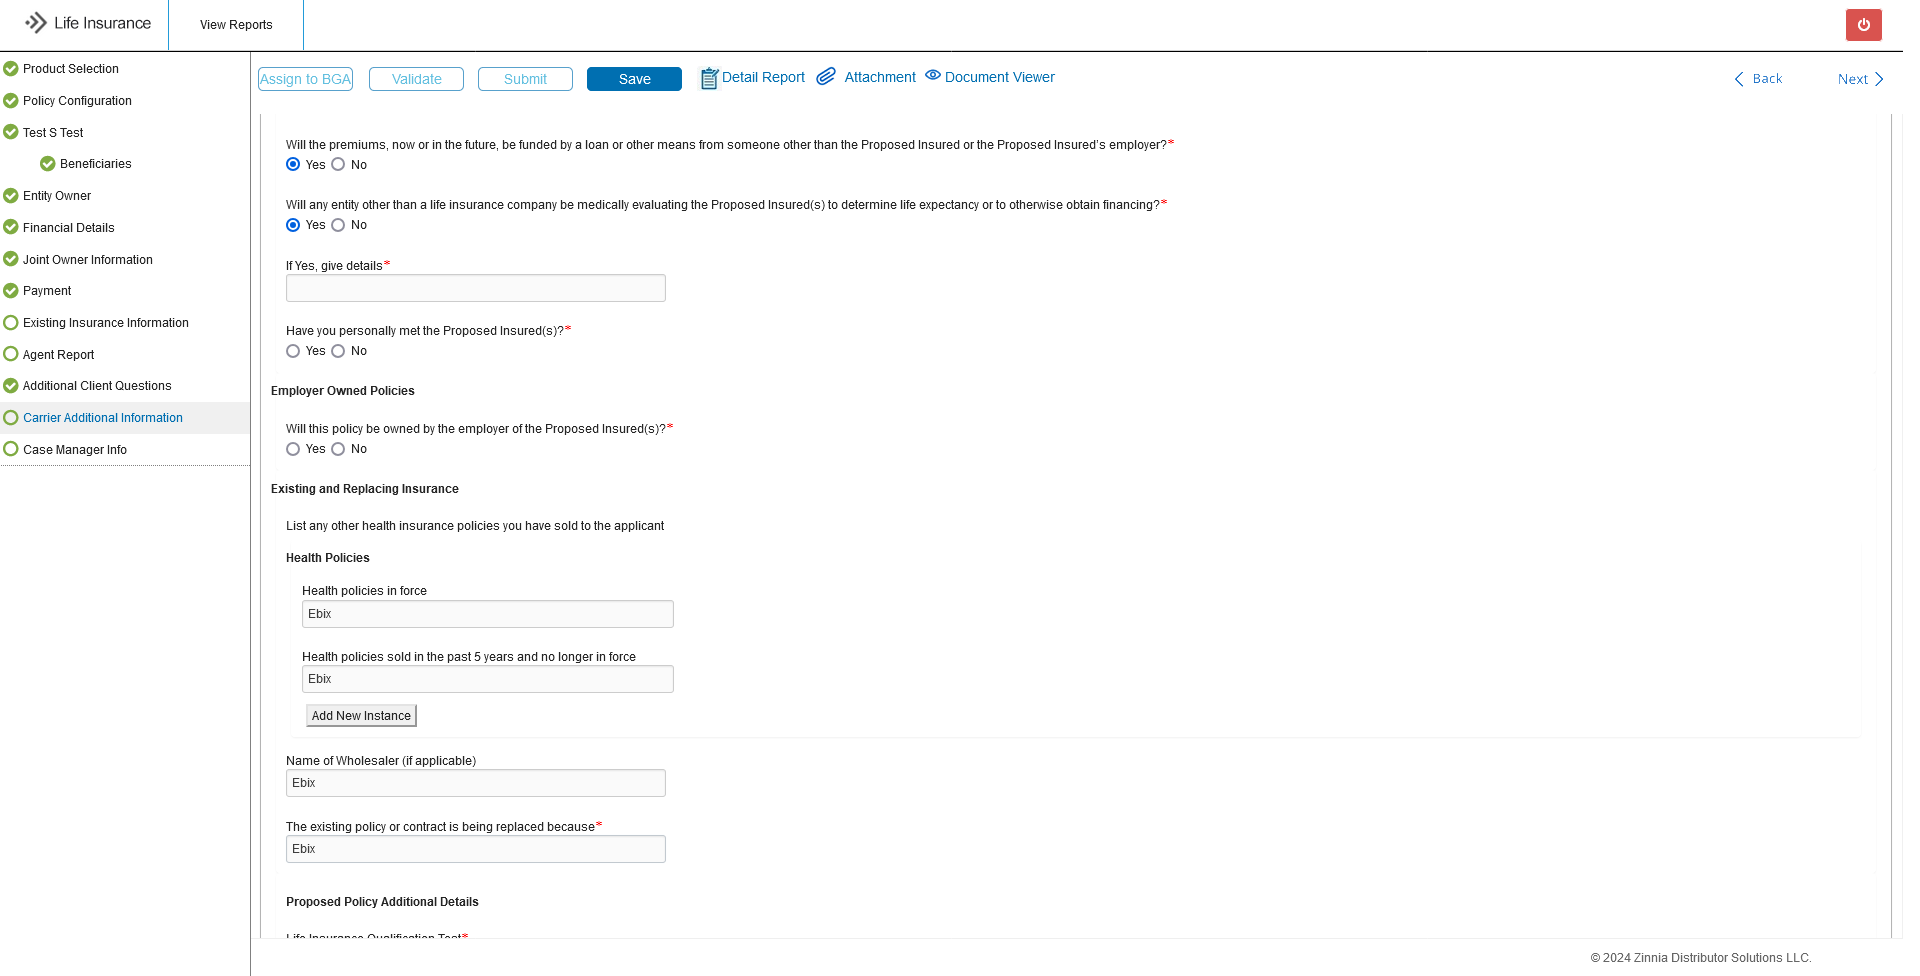 Life Insurance
View Reports
Product Selection
Policy Configuration
Test S Test
Beneficiaries
Entity Owner
Financial Details
Joint Owner Information
Payment
Existing Insurance Information
Agent Report
Additional Client Questions
Carrier Additional Information
Case Manager Info
Assign to BGA
Validate
Submit
Save
Detail Report
Attachment
Document Viewer
Back
Next
Will the premiums, now or in the future, be funded by a loan or other means from someone other than the Proposed Insured or the Proposed Insured's employer?*
Yes No
Will any entity other than a life insurance company be medically evaluating the Proposed Insured(s) to determine life expectancy or to otherwise obtain financing?*
Yes No
If Yes, give details*
Have you personally met the Proposed Insured(s)?*
Yes No
Employer Owned Policies
Will this policy be owned by the employer of the Proposed Insured(s)?*
Yes No
Existing and Replacing Insurance
List any other health insurance policies you have sold to the applicant
Health Policies
Health policies in force
Ebix
Health policies sold in the past 5 years and no longer in force
Ebix
Add New Instance
Name of Wholesaler (if applicable)
Ebix
The existing policy or contract is being replaced because*
Ebix
Proposed Policy Additional Details
Life Insurance Qualification Test*
© 2024 Zinnia Distributor Solutions LLC.